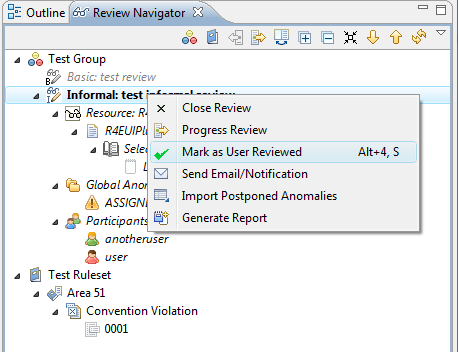 Outline Review Navigator
Test Group
B Basic: test review
I Informal: test informal review
Resource: R4
R4EUIPlu
Selec
L
Global Anon
ASSIGNE
Participants
anotheruser
user
Test Ruleset
Area 51
Convention Violation
0001
Close Review
Progress Review
Mark as User Reviewed Alt+4, S
Send Email/Notification
Import Postponed Anomalies
Generate Report